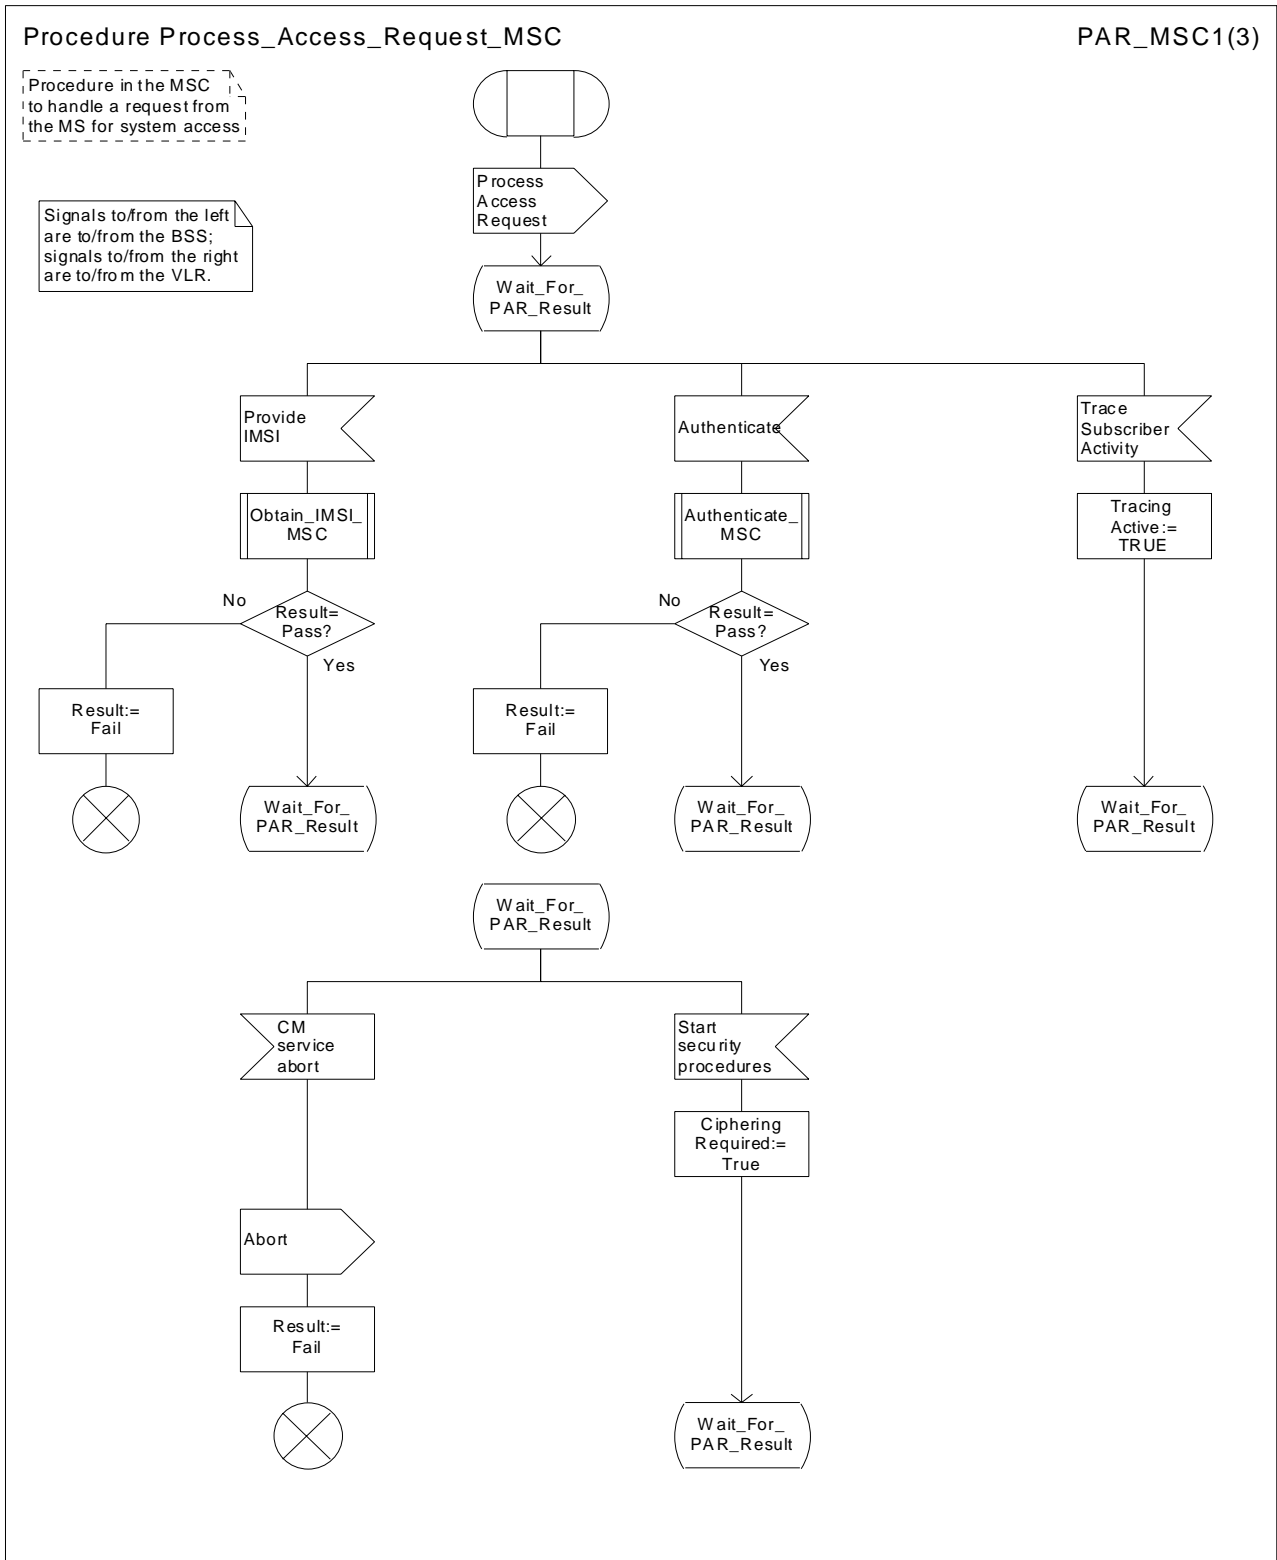 Procedure Process_Access_Request_MSC
PAR_MSC1(3)
Procedure in the MSC
to handle a request from
the MS for system access
Signals to/from the left
are to/from the BSS;
signals to/from the right
are to/from the VLR.
Process
Access
Request
Wait_For_
PAR_Result
Provide
IMSI
Authenticate
Trace
Subscriber
Activity
Obtain_IMSI_
MSC
Authenticate_
MSC
Tracing
Active:=
TRUE
No
Result=
Pass?
Yes
No
Result=
Pass?
Yes
Result:=
Fail
Result:=
Fail
Wait_For_
PAR_Result
Wait_For_
PAR_Result
Wait_For_
PAR_Result
Wait_For_
PAR_Result
CM
service
abort
Start
security
procedures
Ciphering
Required:=
True
Abort
Result:=
Fail
Wait_For_
PAR_Result